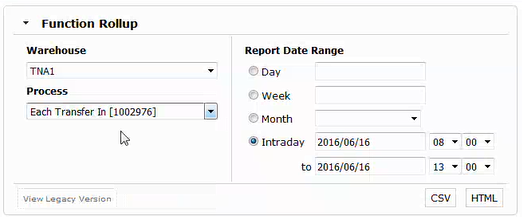 Function Rollup
Warehouse
TNA1
Process
Each Transfer In [1002976]
Report Date Range
Day
Week
Month
Intraday 2016/06/16 08 00
to 2016/06/16 13 00
View Legacy Version
CSV HTML